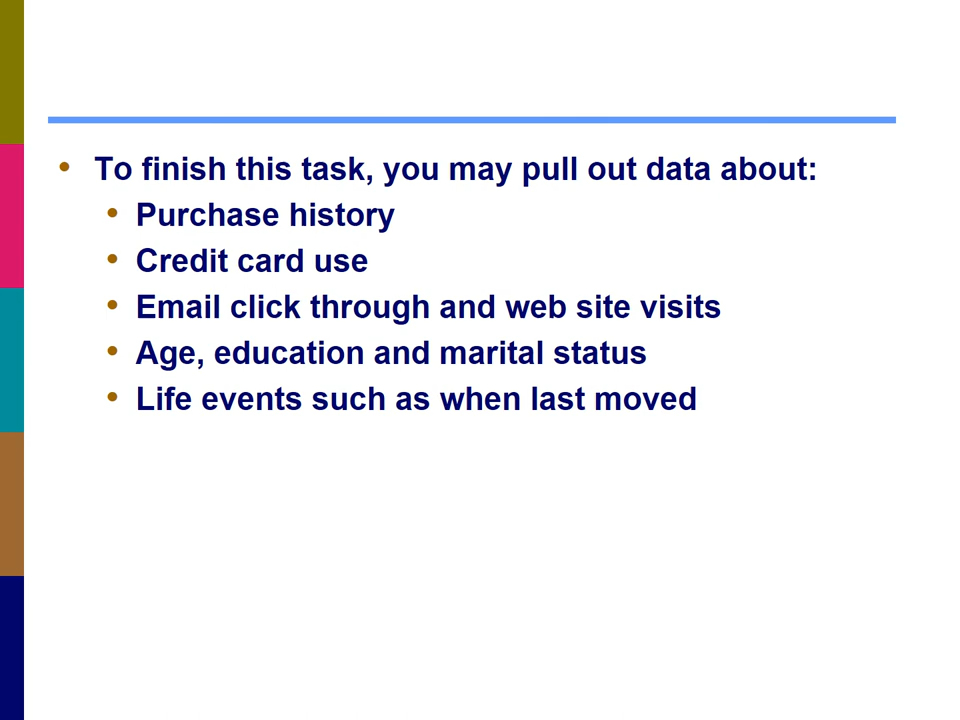 • To finish this task, you may pull out data about:
• Purchase history
• Credit card use
• Email click through and web site visits
• Age, education and marital status
• Life events such as when last moved